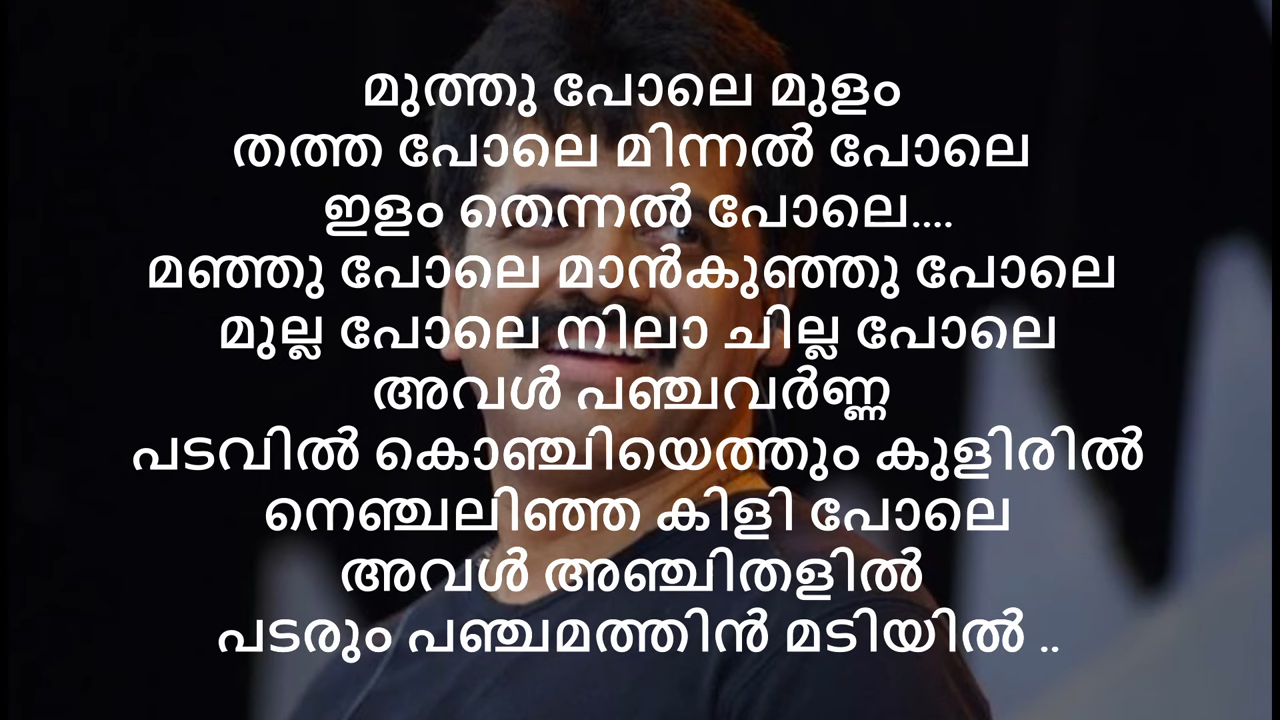 മുത്തു പോലെ മുളം
തത്ത പോലെ മിന്നൽ പോലെ
ഇളം തെന്നൽ പോലെ....
മഞ്ഞു പോലെ മാൻകുഞ്ഞു പോലെ
മുല്ല പോലെ നിലാ ചില്ല പോലെ
അവൾ പഞ്ചവർണ്ണ
പടവിൽ കൊഞ്ചിയെത്തും കുളിരിൽ
നെഞ്ചലിഞ്ഞ കിളി പോലെ
അവൾ അഞ്ചിതളിൽ
പടരും പഞ്ചമത്തിൻ മടിയിൽ ..